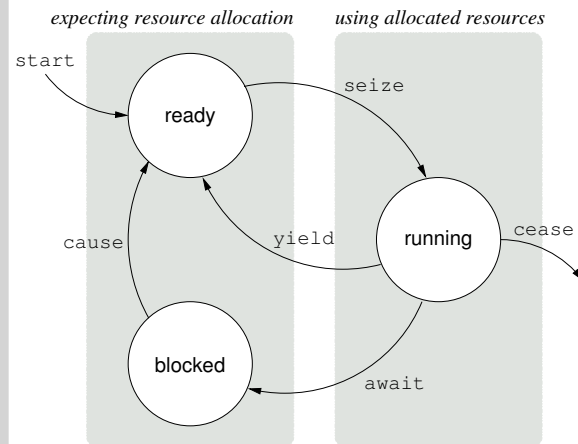 expecting resource allocation
using allocated resources
start
ready
seize
cause
yield
running
cease
blocked
await